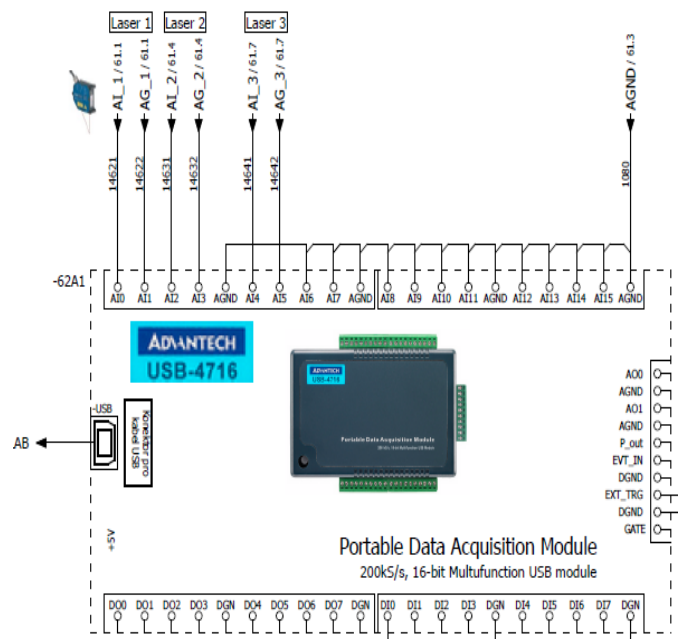 Laser 1
Laser 2
Laser 3
AI_1 / 61.1
AG_1 / 61.1
AI_2 / 61.4
AG_2 / 61.4
AI_3 / 61.7
AG_3 / 61.7
AGND / 61.3
14621
14622
14631
14632
14641
14642
1080
-62A1
AI0 AI1 AI2 AI3 AGND AI4 AI5 AI6 AI7 AGND AI8 AI9 AI10 AI11 AGND AI12 AI13 AI14 AI15 AGND
ADVANTECH
USB-4716
ADVANTECH
USB-4716
Portable Data Acquisition Module
AO0
AGND
AO1
AGND
P_out
EVT_IN
DGND
EXT_TRG
DGND
GATE
-USB
AB
Konektor pro
kabel USB
+5V
Portable Data Acquisition Module
200kS/s, 16-bit Multufunction USB module
DO0 DO1 DO2 DO3 DGN DO4 DO5 DO6 DO7 DGN DI0 DI1 DI2 DI3 DGN DI4 DI5 DI6 DI7 DGN